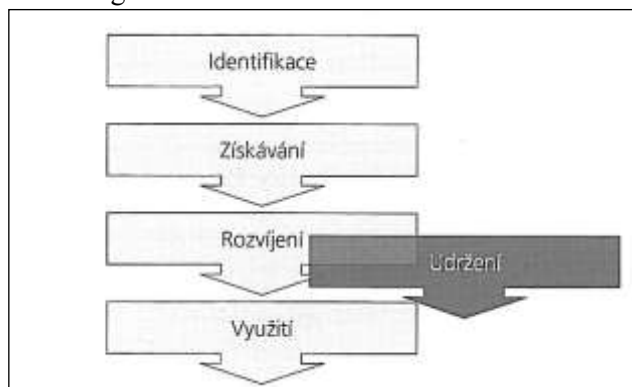 Identifikace
Získávání
Rozvíjení
Udržení
Využití